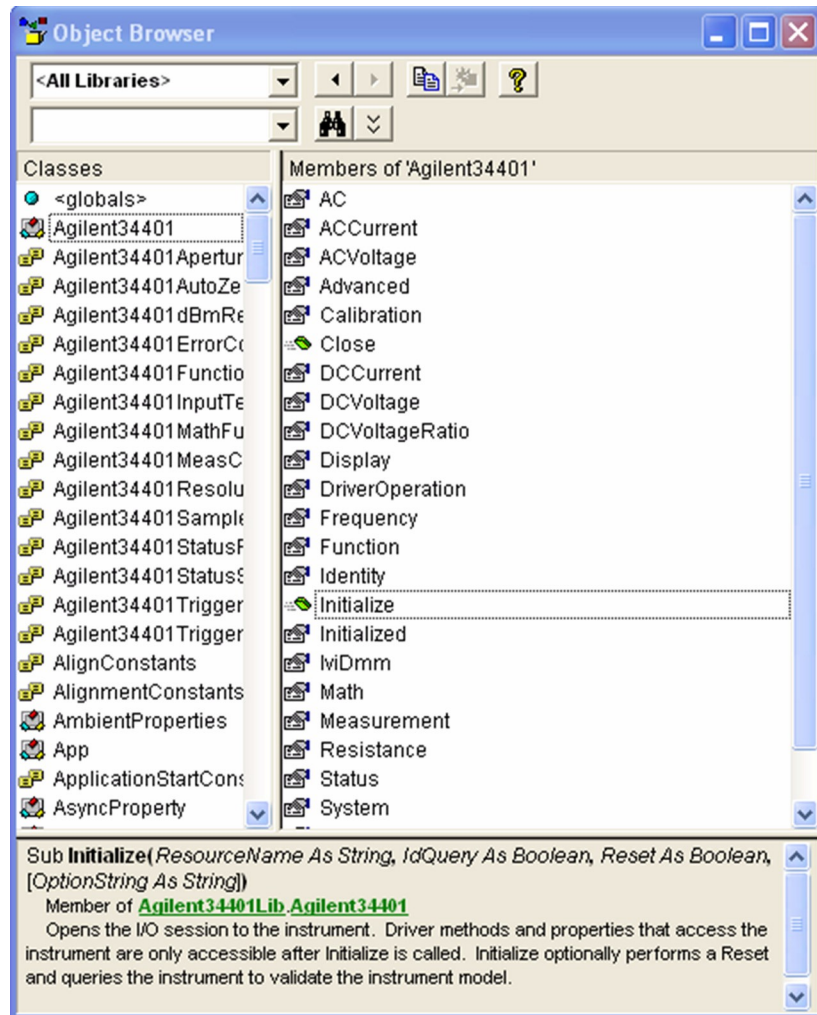 Object Browser
<All Libraries>
Classes
<globals>
Agilent34401
Agilent34401Apertur
Agilent34401AutoZe
Agilent34401dBmRe
Agilent34401ErrorCo
Agilent34401Functio
Agilent34401InputTe
Agilent34401MathFu
Agilent34401MeasC
Agilent34401Resolu
Agilent34401Sample
Agilent34401StatusF
Agilent34401StatusS
Agilent34401Trigger
Agilent34401Trigger
AlignConstants
AlignmentConstants
AmbientProperties
App
ApplicationStartCons
AsyncProperty
Members of 'Agilent34401'
AC
ACCurrent
ACVoltage
Advanced
Calibration
Close
DCCurrent
DCVoltage
DCVoltageRatio
Display
DriverOperation
Frequency
Function
Identity
Initialize
Initialized
IviDmm
Math
Measurement
Resistance
Status
System
Sub Initialize(ResourceName As String, IdQuery As Boolean, Reset As Boolean,
[OptionString As String])
Member of Agilent34401Lib.Agilent34401
Opens the I/O session to the instrument. Driver methods and properties that access the
instrument are only accessible after Initialize is called. Initialize optionally performs a Reset
and queries the instrument to validate the instrument model.